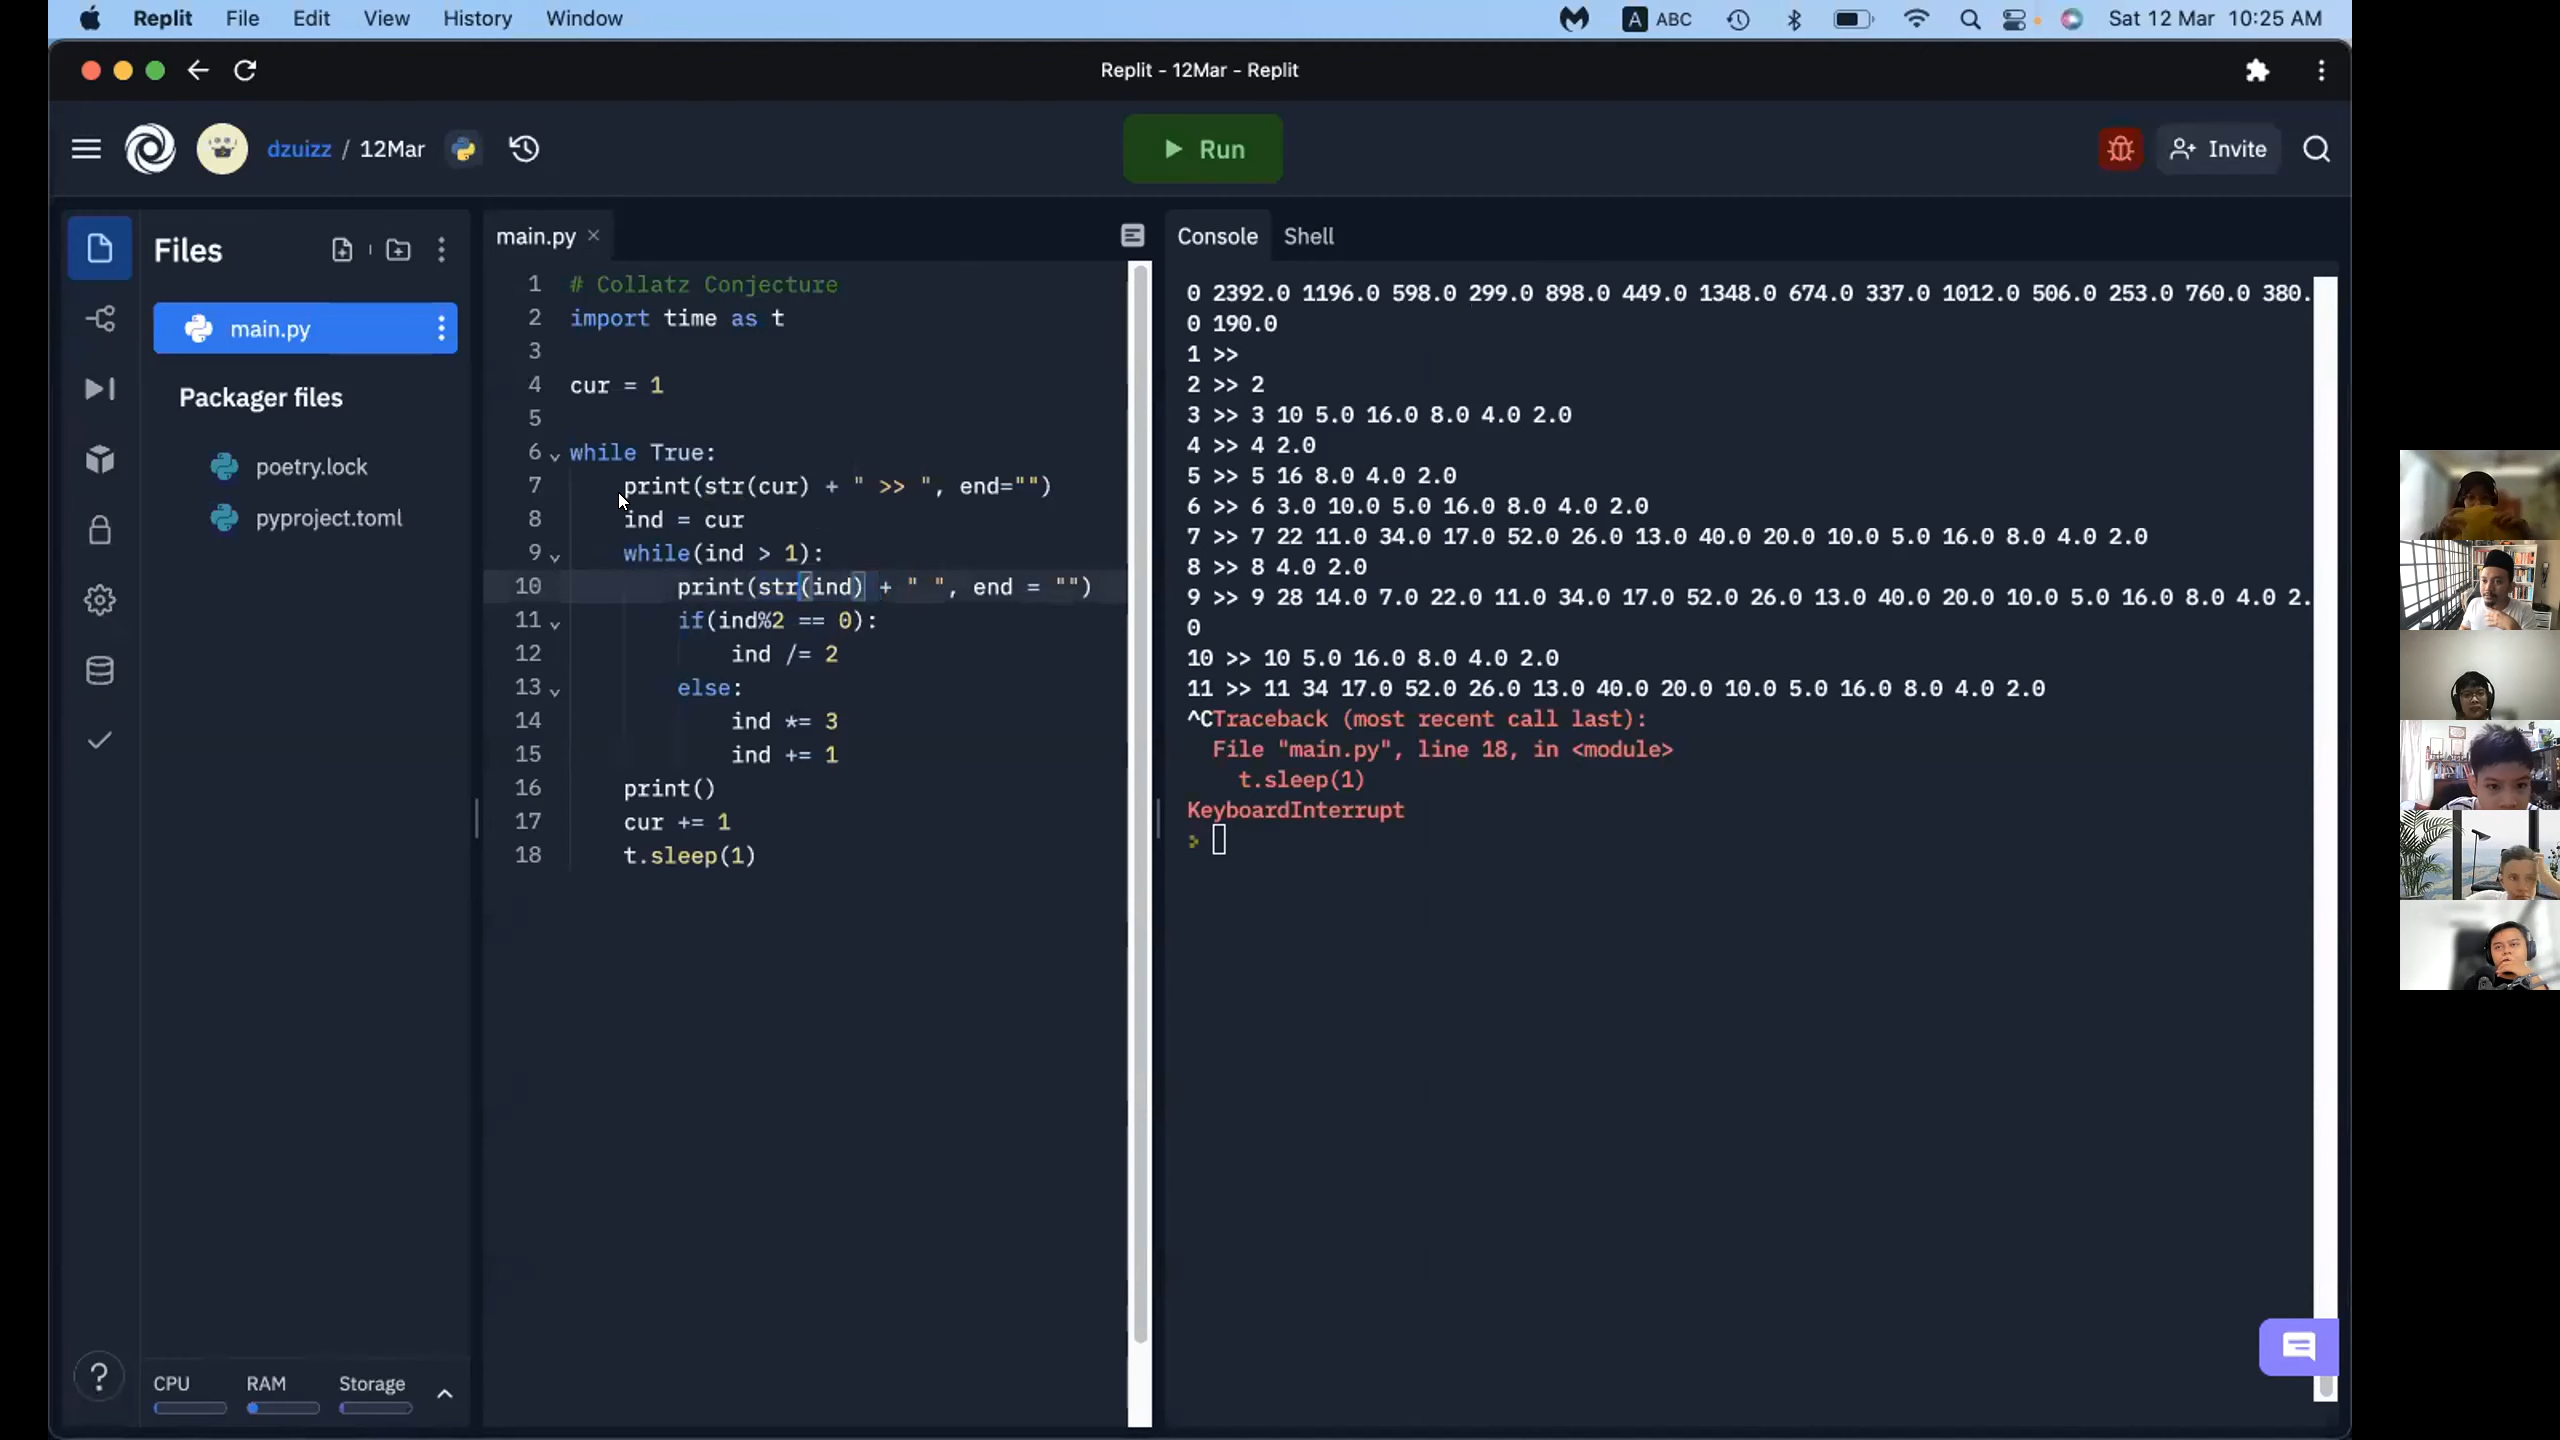 Replit File Edit View History Window
A ABC
Sat 12 Mar 10:25 AM
Replit - 12Mar - Replit
dzuizz / 12Mar
Run
Invite
Files
main.py
Packager files
poetry.lock
pyproject.toml
CPU RAM Storage
?
main.py ×
1 # Collatz Conjecture
2 import time as t
3
4 cur = 1
5
6 while True:
7 print(str(cur) + " >> ", end="")
8 ind = cur
9 while(ind > 1):
10 print(str(ind) + " ", end = "")
11 if(ind%2 == 0):
12 ind /= 2
13 else:
14 ind *= 3
15 ind += 1
16 print()
17 cur += 1
18 t.sleep(1)
Console Shell
0 2392.0 1196.0 598.0 299.0 898.0 449.0 1348.0 674.0 337.0 1012.0 506.0 253.0 760.0 380.
0 190.0
1 >>
2 >> 2
3 >> 3 10 5.0 16.0 8.0 4.0 2.0
4 >> 4 2.0
5 >> 5 16 8.0 4.0 2.0
6 >> 6 3.0 10.0 5.0 16.0 8.0 4.0 2.0
7 >> 7 22 11.0 34.0 17.0 52.0 26.0 13.0 40.0 20.0 10.0 5.0 16.0 8.0 4.0 2.0
8 >> 8 4.0 2.0
9 >> 9 28 14.0 7.0 22.0 11.0 34.0 17.0 52.0 26.0 13.0 40.0 20.0 10.0 5.0 16.0 8.0 4.0 2.
0
10 >> 10 5.0 16.0 8.0 4.0 2.0
11 >> 11 34 17.0 52.0 26.0 13.0 40.0 20.0 10.0 5.0 16.0 8.0 4.0 2.0
^CTraceback (most recent call last):
File "main.py", line 18, in <module>
t.sleep(1)
KeyboardInterrupt